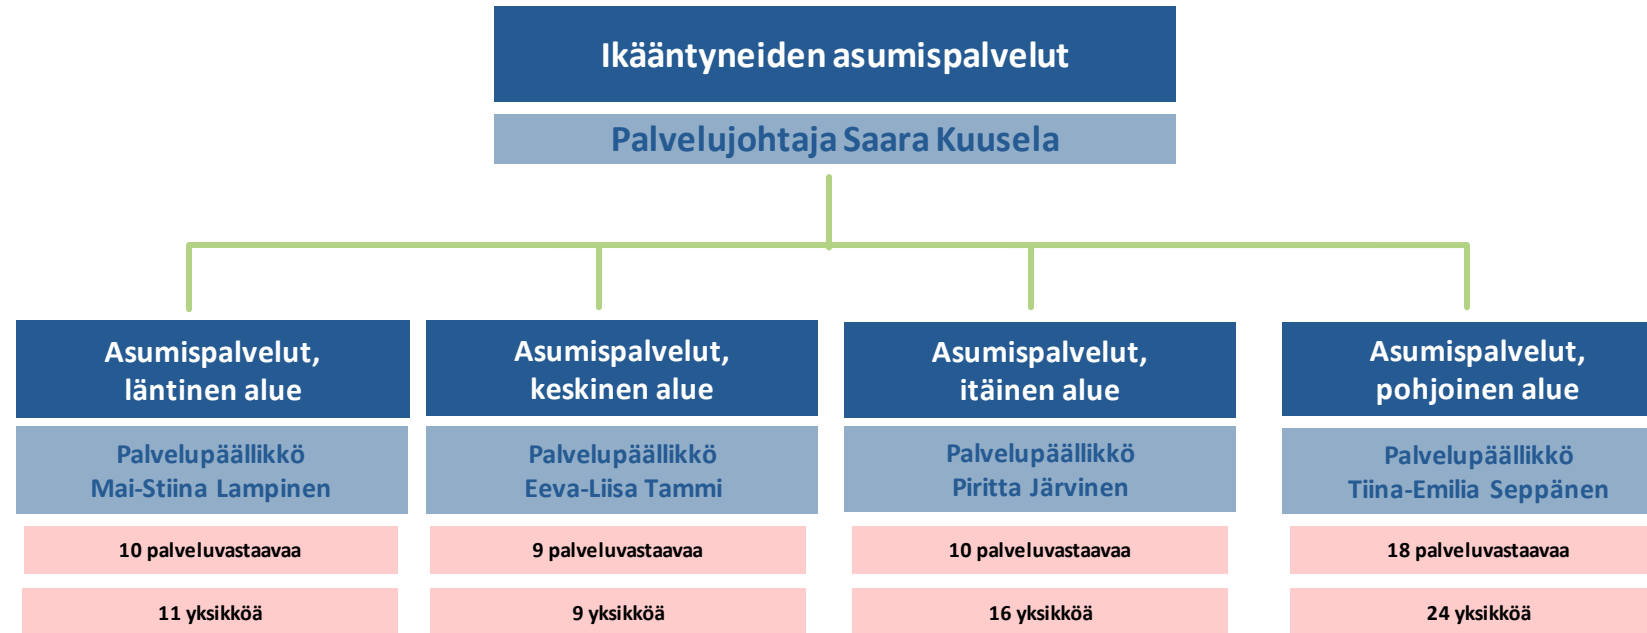 Ikääntyneiden asumispalvelut
Palvelujohtaja Saara Kuusela
Asumispalvelut,
läntinen alue
Palvelupäällikkö
Mai-Stiina Lampinen
10 palveluvastaavaa
11 yksikköä
Asumispalvelut,
keskinen alue
Palvelupäällikkö
Eeva-Liisa Tammi
9 palveluvastaavaa
9 yksikköä
Asumispalvelut,
itäinen alue
Palvelupäällikkö
Piritta Järvinen
10 palveluvastaavaa
16 yksikköä
Asumispalvelut,
pohjoinen alue
Palvelupäällikkö
Tiina-Emilia Seppänen
18 palveluvastaavaa
24 yksikköä